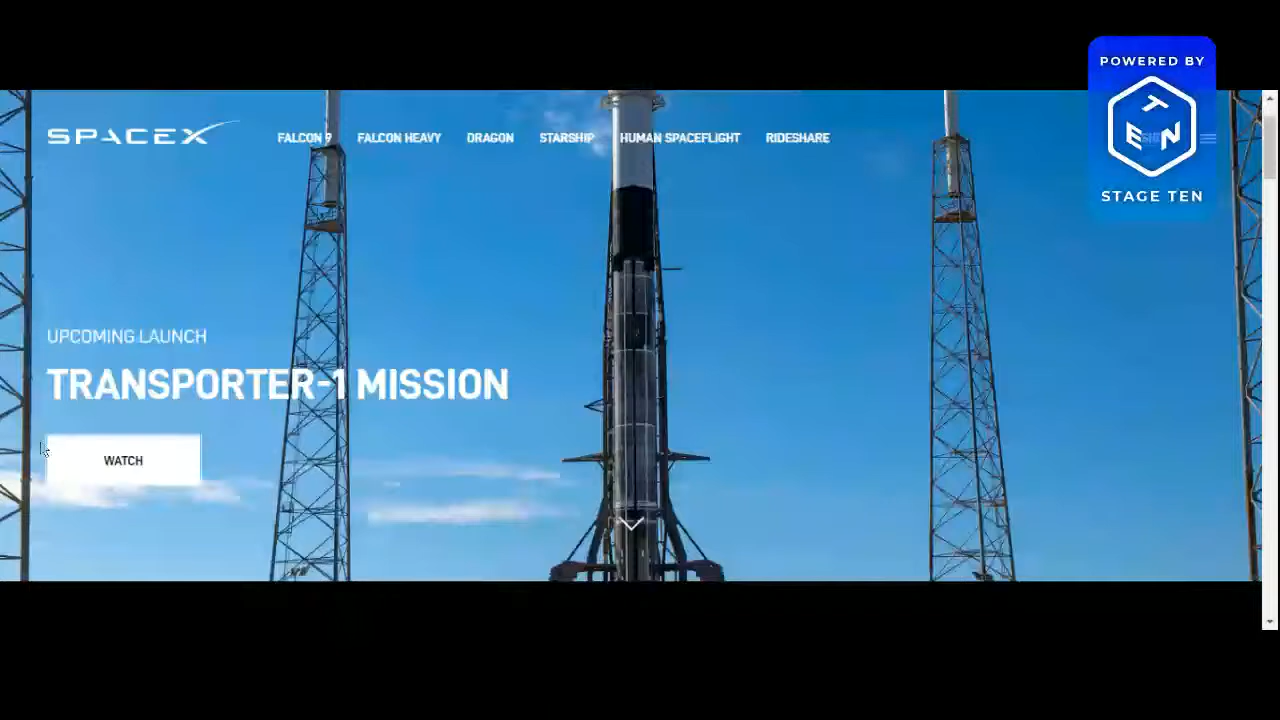 POWERED BY
TEN
STAGE TEN
SPACEX FALCON 9 FALCON HEAVY DRAGON STARSHIP HUMAN SPACEFLIGHT RIDESHARE
UPCOMING LAUNCH
TRANSPORTER-1 MISSION
WATCH